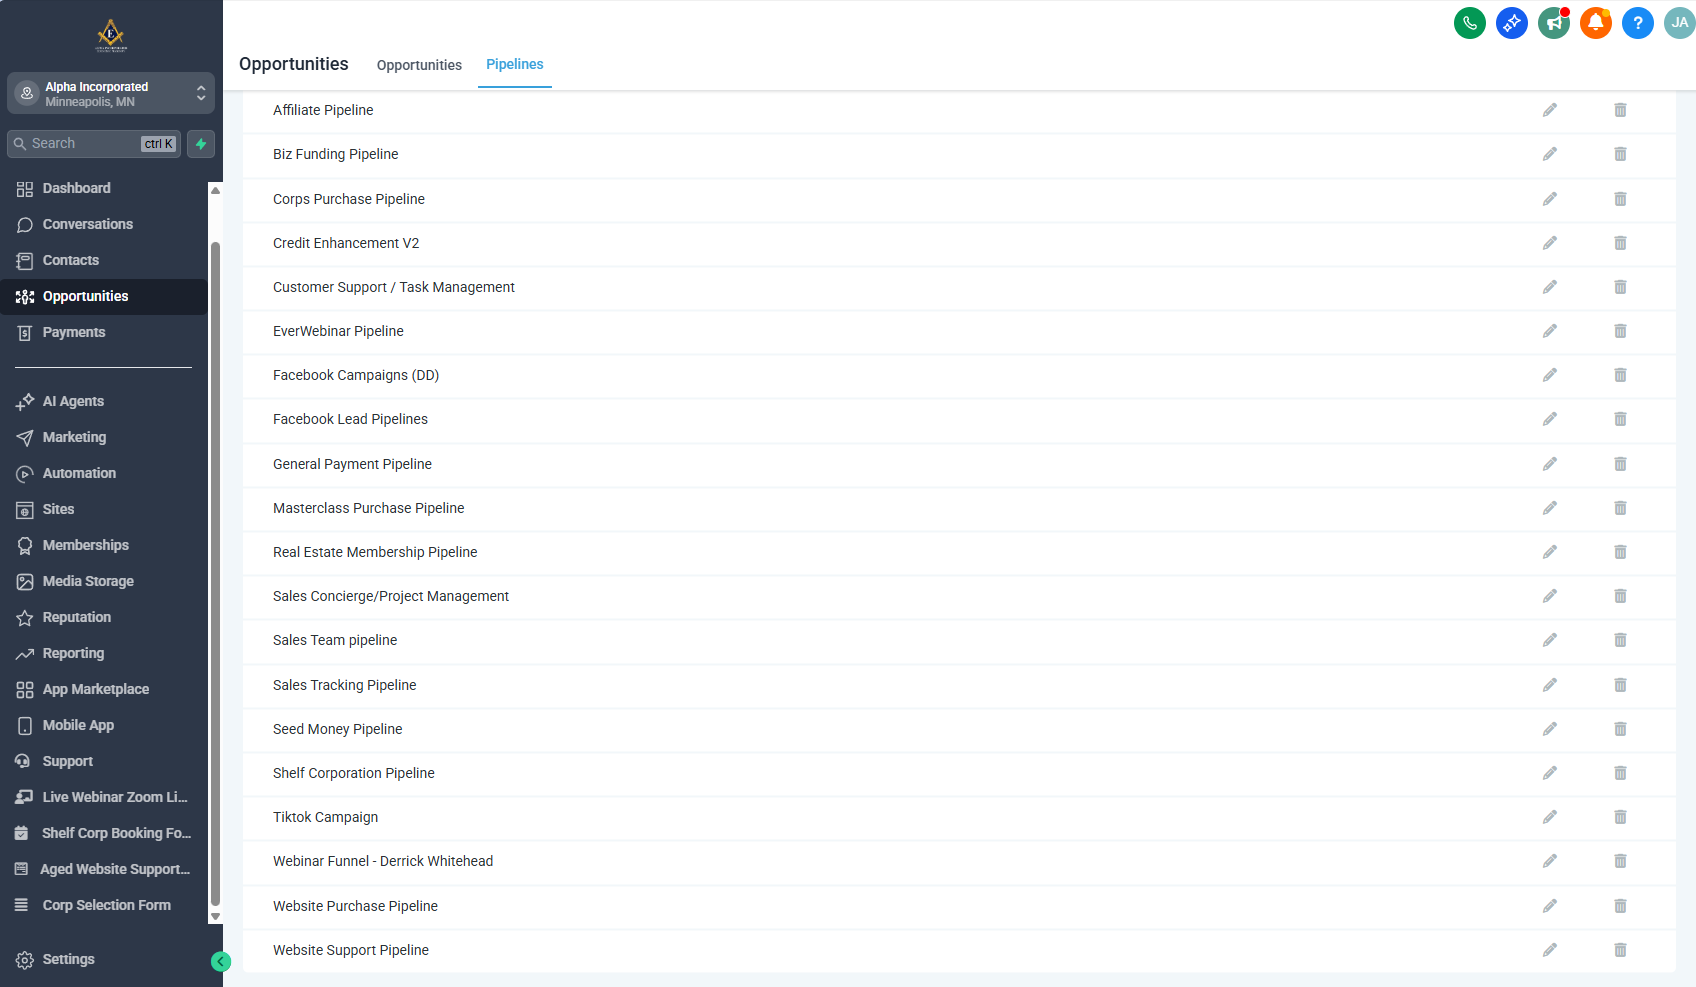 Alpha Incorporated
Minneapolis, MN
Search
ctrl K
Dashboard
Conversations
Contacts
Opportunities
Payments
AI Agents
Marketing
Automation
Sites
Memberships
Media Storage
Reputation
Reporting
App Marketplace
Mobile App
Support
Live Webinar Zoom Li...
Shelf Corp Booking Fo...
Aged Website Support...
Corp Selection Form
Settings
?
JA
Opportunities
Opportunities
Pipelines
Affiliate Pipeline
Biz Funding Pipeline
Corps Purchase Pipeline
Credit Enhancement V2
Customer Support / Task Management
EverWebinar Pipeline
Facebook Campaigns (DD)
Facebook Lead Pipelines
General Payment Pipeline
Masterclass Purchase Pipeline
Real Estate Membership Pipeline
Sales Concierge/Project Management
Sales Team pipeline
Sales Tracking Pipeline
Seed Money Pipeline
Shelf Corporation Pipeline
Tiktok Campaign
Webinar Funnel - Derrick Whitehead
Website Purchase Pipeline
Website Support Pipeline